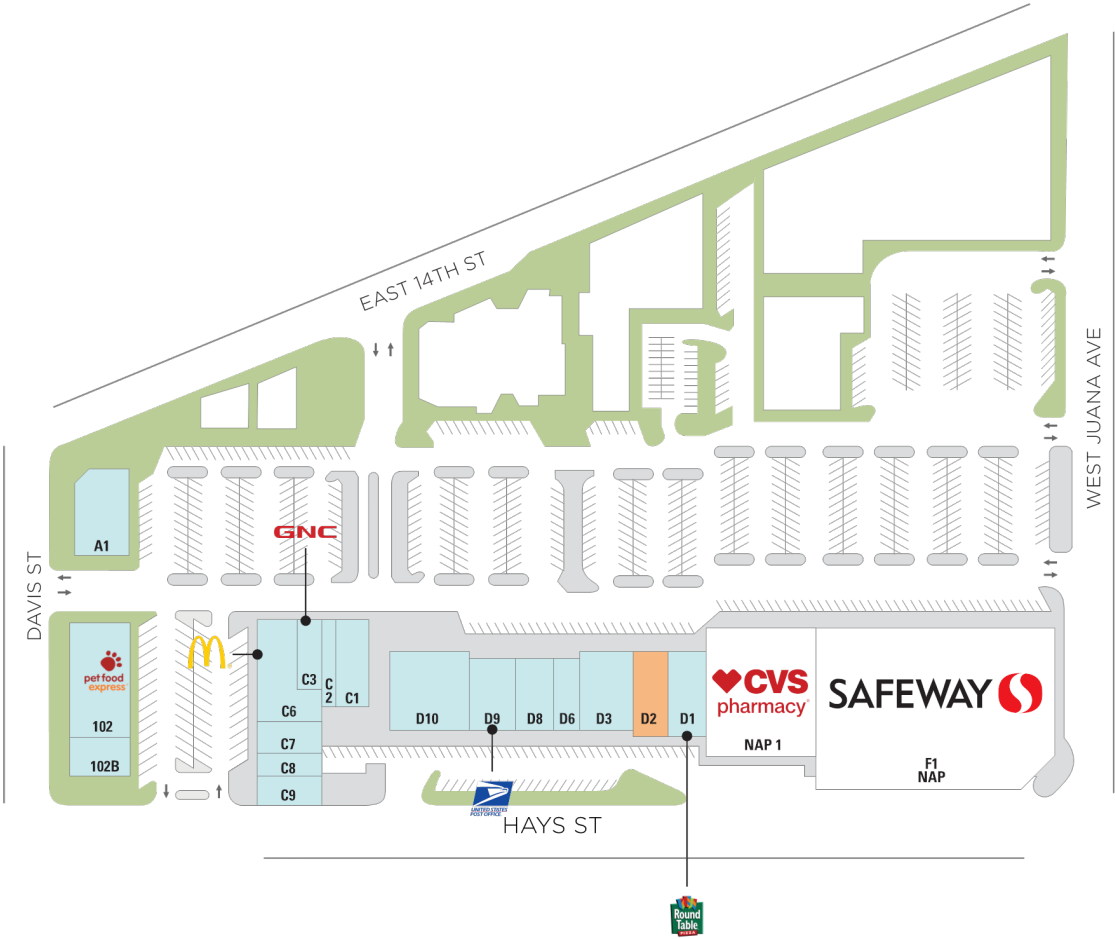 EAST 14TH ST
WEST JUANA AVE
DAVIS ST
A1
GNC
pet food
express
102
102B
C3
C
2
C1
C6
C7
C8
C9
D10
D9
D8
D6
D3
D2
D1
CVS
pharmacy
NAP 1
SAFEWAY
F1
NAP
UNITED STATES
POST OFFICE
HAYS ST
Round
Table
PIZZA